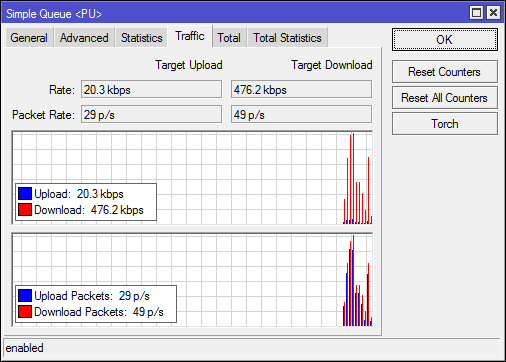 Simple Queue <PU>
General Advanced Statistics Traffic Total Total Statistics
OK
Reset Counters
Reset All Counters
Torch
Target Upload Target Download
Rate: 20.3 kbps 476.2 kbps
Packet Rate: 29 p/s 49 p/s
Upload: 20.3 kbps
Download: 476.2 kbps
Upload Packets: 29 p/s
Download Packets: 49 p/s
enabled